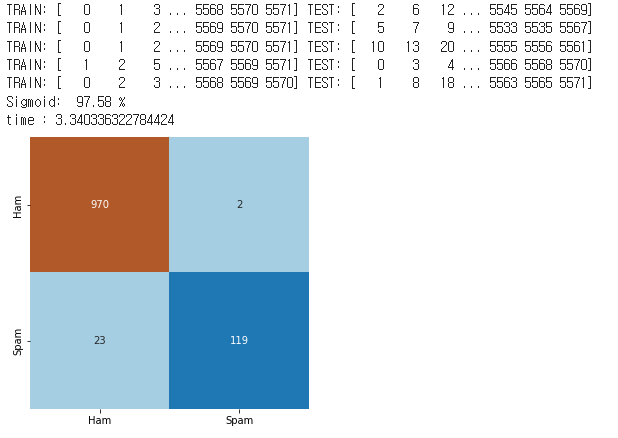 TRAIN: [   0   1   3 ... 5568 5570 5571] TEST: [   2   6  12 ... 5545 5564 5569]
TRAIN: [   0   1   2 ... 5569 5570 5571] TEST: [   5   7   9 ... 5533 5535 5567]
TRAIN: [   0   1   2 ... 5569 5570 5571] TEST: [  10  13  20 ... 5555 5556 5561]
TRAIN: [   1   2   5 ... 5567 5569 5571] TEST: [   0   3   4 ... 5566 5568 5570]
TRAIN: [   0   2   3 ... 5568 5569 5570] TEST: [   1   8  18 ... 5563 5565 5571]
Sigmoid:  97.58 %
time : 3.340336322784424
Ham 970 2
Spam 23 119
Ham Spam